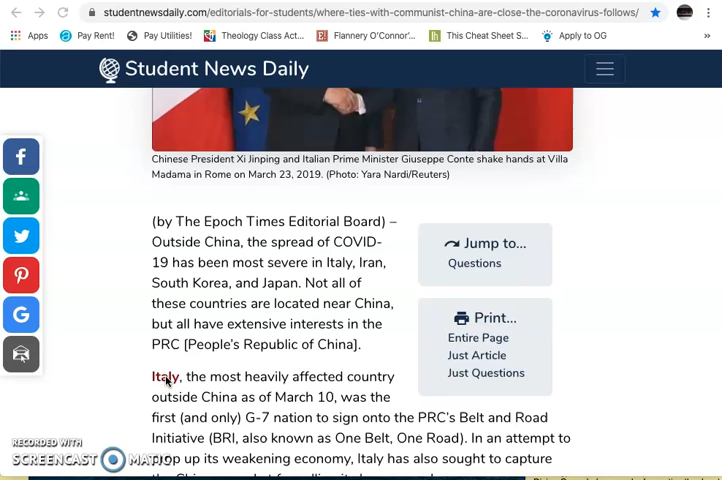 studentnewsdaily.com/editorials-for-students/where-ties-with-communist-china-are-close-the-coronavirus-follows/
Apps Pay Rent! Pay Utilities! Theology Class Act... Flannery O'Connor'... This Cheat Sheet S... Apply to OG »
Student News Daily
Chinese President Xi Jinping and Italian Prime Minister Giuseppe Conte shake hands at Villa
Madama in Rome on March 23, 2019. (Photo: Yara Nardi/Reuters)
(by The Epoch Times Editorial Board) –
Outside China, the spread of COVID-
19 has been most severe in Italy, Iran,
South Korea, and Japan. Not all of
these countries are located near China,
but all have extensive interests in the
PRC [People's Republic of China].
Jump to...
Questions
Print...
Entire Page
Just Article
Just Questions
Italy, the most heavily affected country
outside China as of March 10, was the
first (and only) G-7 nation to sign onto the PRC's Belt and Road
Initiative (BRI, also known as One Belt, One Road). In an attempt to
prop up its weakening economy, Italy has also sought to capture
RECORDED WITH
SCREENCAST MATIC